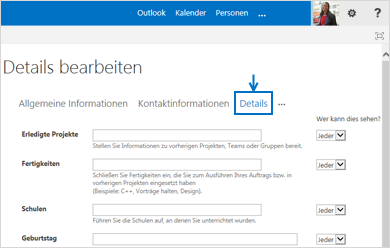 Outlook Kalender Personen ... ?
Details bearbeiten
Allgemeine Informationen Kontaktinformationen Details ...
Wer kann dies sehen?
Erledigte Projekte Jeder
Stellen Sie Informationen zu vorherigen Projekten, Teams oder Gruppen bereit.
Fertigkeiten Jeder
Schließen Sie Fertigkeiten ein, die Sie zum Ausführen Ihres Auftrags bzw. in
vorherigen Projekten eingesetzt haben
(Beispiele: C++, Vorträge halten, Design).
Schulen Jeder
Führen Sie die Schulen auf, an denen Sie unterrichtet wurden.
Geburtstag Jeder